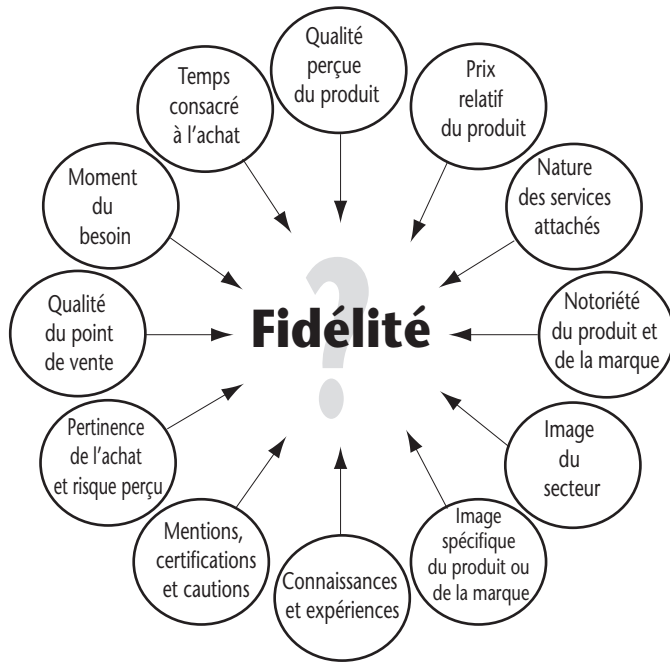 Qualité
perçue
du produit
Prix
relatif
du produit
Nature
des services
attachés
Notoriété
du produit et
de la marque
Image
du
secteur
Image
spécifique
du produit ou
de la marque
Connaissances
et expériences
Mentions,
certifications
et cautions
Pertinence
de l'achat
et risque perçu
Qualité
du point
de vente
Moment
du
besoin
Temps
consacré
à l'achat
?
Fidélité